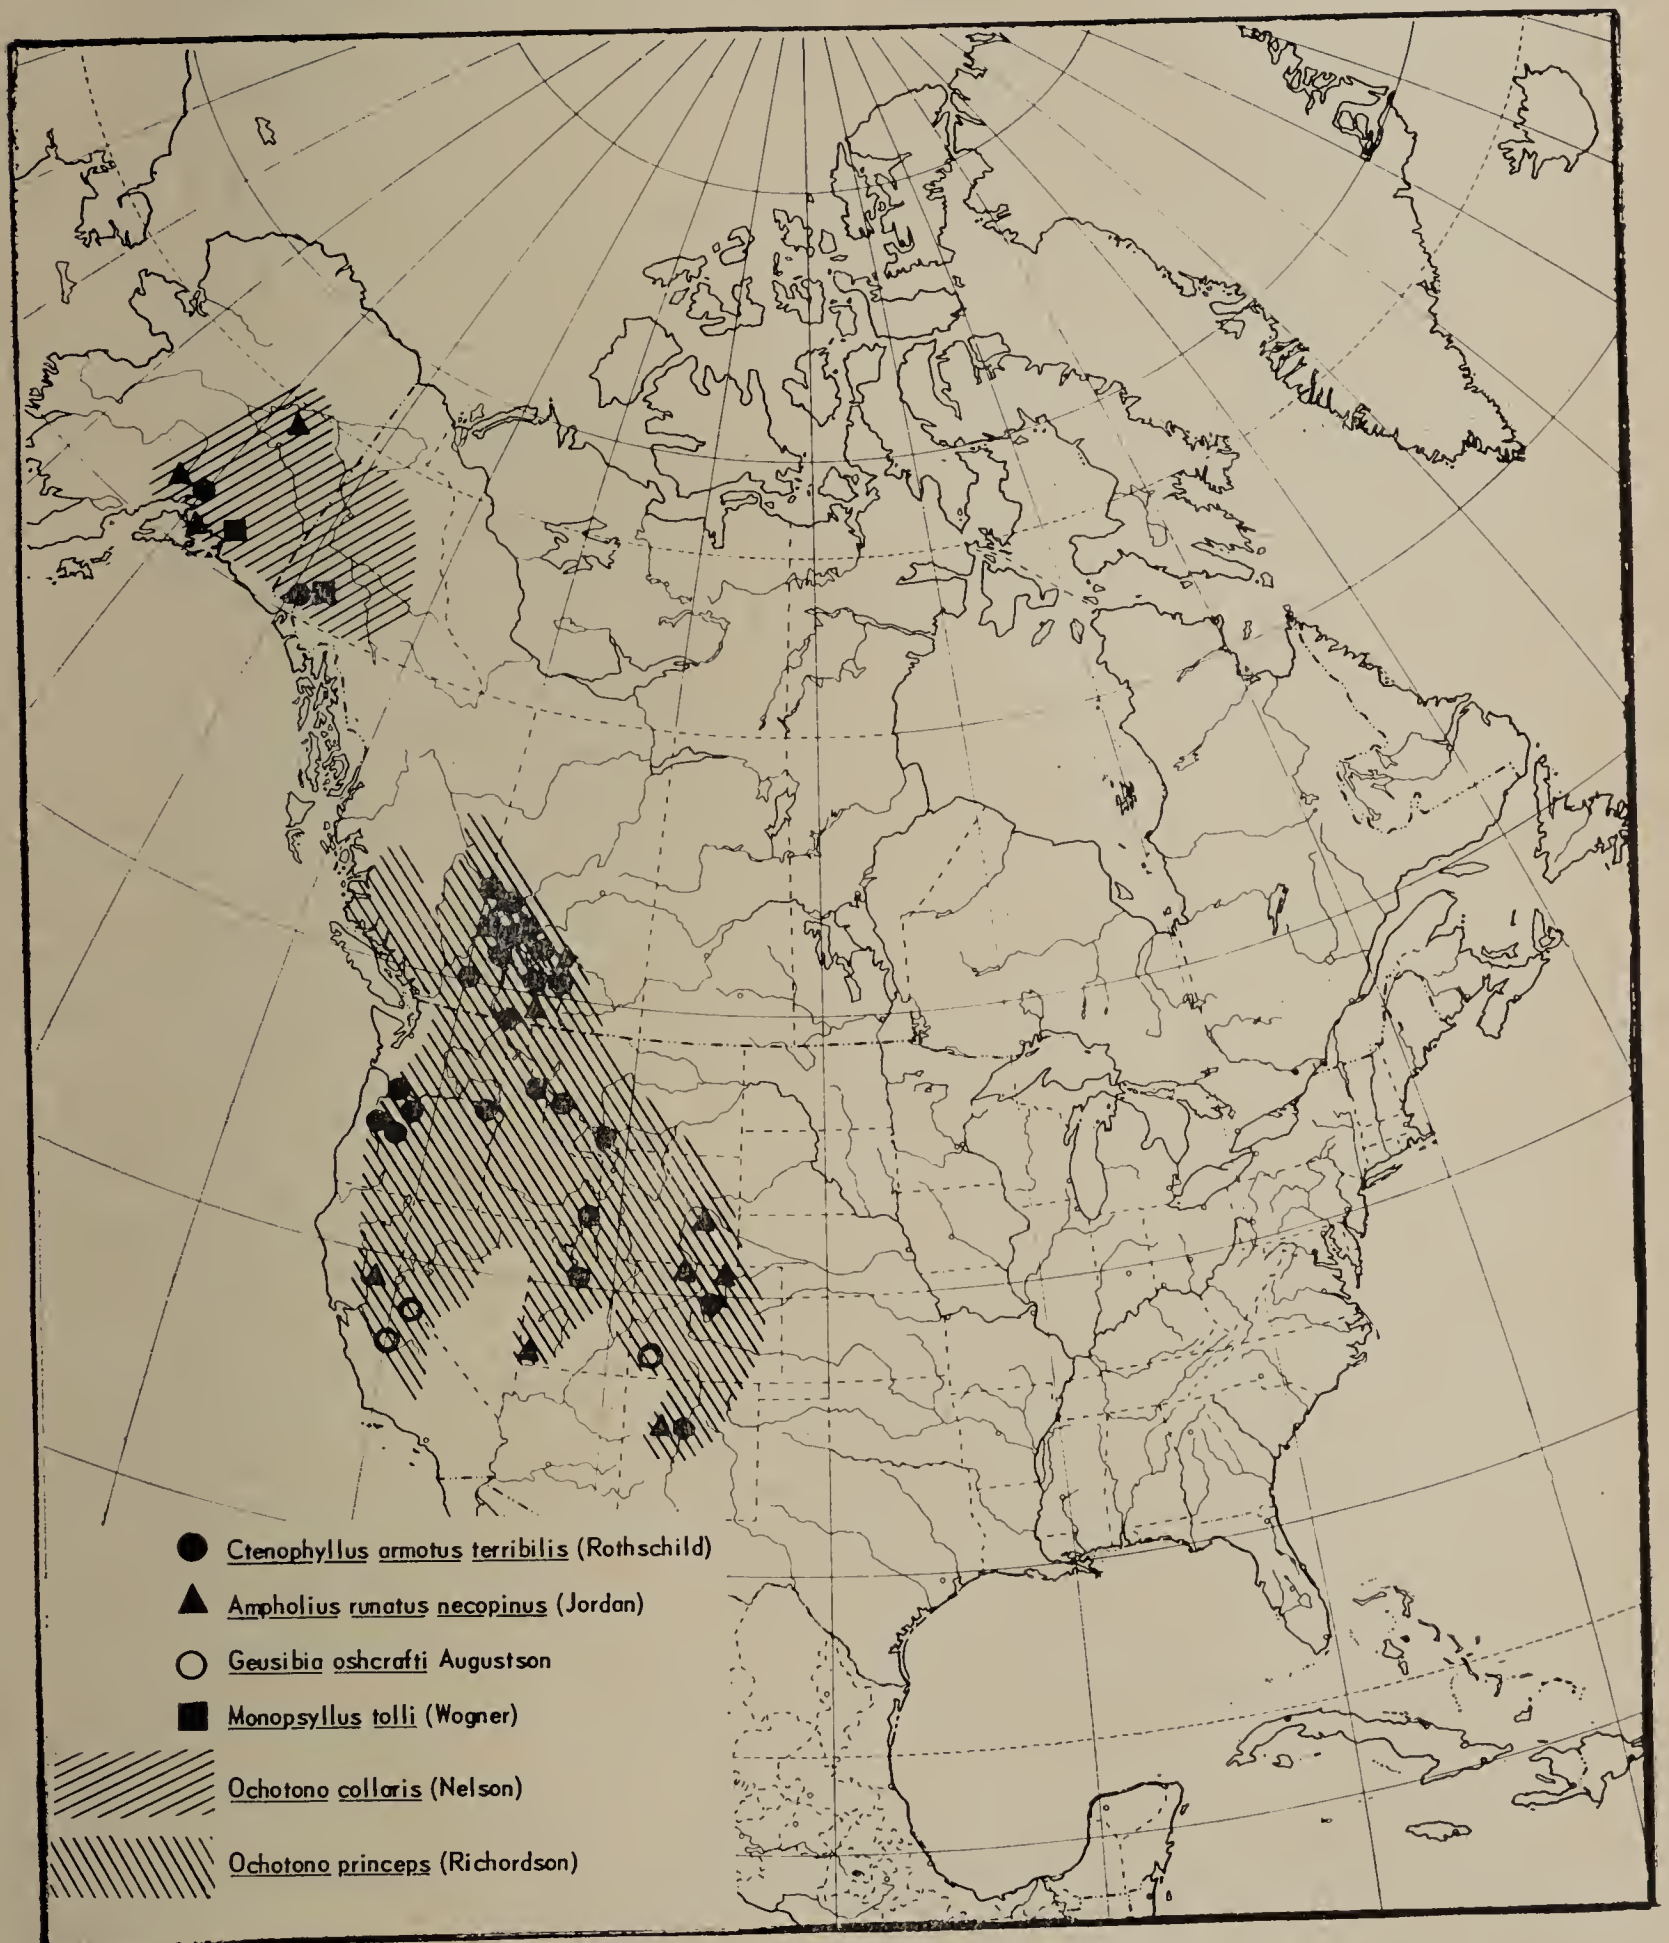 Ctenophyllus armatus terribilis (Rothschild)
Amphalius runatus necopinus (Jordan)
Geusibia ashcrafti Augustson
Monopsyllus tolli (Wagner)
Ochotona collaris (Nelson)
Ochotona princeps (Richardson)